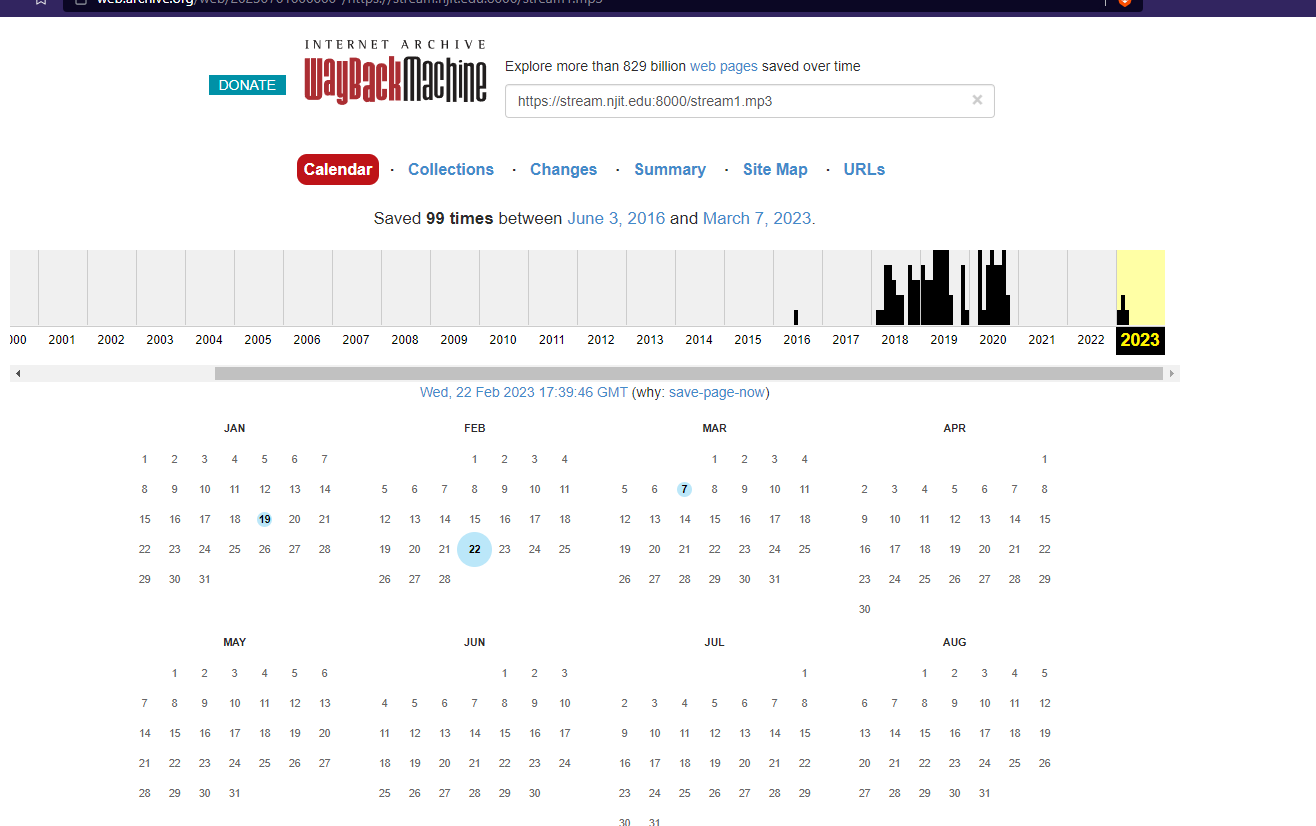 INTERNET ARCHIVE
WayBackMachine
DONATE
Explore more than 829 billion web pages saved over time
https://stream.njit.edu:8000/stream1.mp3 ×
Calendar · Collections · Changes · Summary · Site Map · URLs
Saved 99 times between June 3, 2016 and March 7, 2023.
2001 2002 2003 2004 2005 2006 2007 2008 2009 2010 2011 2012 2013 2014 2015 2016 2017 2018 2019 2020 2021 2022 2023
Wed, 22 Feb 2023 17:39:46 GMT (why: save-page-now)
JAN
1 2 3 4 5 6 7
8 9 10 11 12 13 14
15 16 17 18 19 20 21
22 23 24 25 26 27 28
29 30 31
FEB
1 2 3 4
5 6 7 8 9 10 11
12 13 14 15 16 17 18
19 20 21 22 23 24 25
26 27 28
MAR
1 2 3 4
5 6 7 8 9 10 11
12 13 14 15 16 17 18
19 20 21 22 23 24 25
26 27 28 29 30 31
APR
1
2 3 4 5 6 7 8
9 10 11 12 13 14 15
16 17 18 19 20 21 22
23 24 25 26 27 28 29
30
MAY
1 2 3 4 5 6
7 8 9 10 11 12 13
14 15 16 17 18 19 20
21 22 23 24 25 26 27
28 29 30 31
JUN
1 2 3
4 5 6 7 8 9 10
11 12 13 14 15 16 17
18 19 20 21 22 23 24
25 26 27 28 29 30
JUL
1
2 3 4 5 6 7 8
9 10 11 12 13 14 15
16 17 18 19 20 21 22
23 24 25 26 27 28 29
30 31
AUG
1 2 3 4 5
6 7 8 9 10 11 12
13 14 15 16 17 18 19
20 21 22 23 24 25 26
27 28 29 30 31